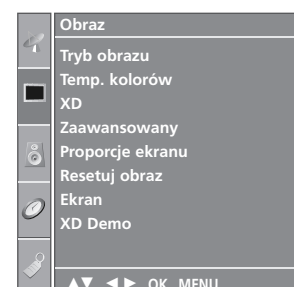 Obraz
Tryb obrazu
Temp. kolorów
XD
Zaawansowany
Proporcje ekranu
Resetuj obraz
Ekran
XD Demo
▲▼ ◄► OK MENU